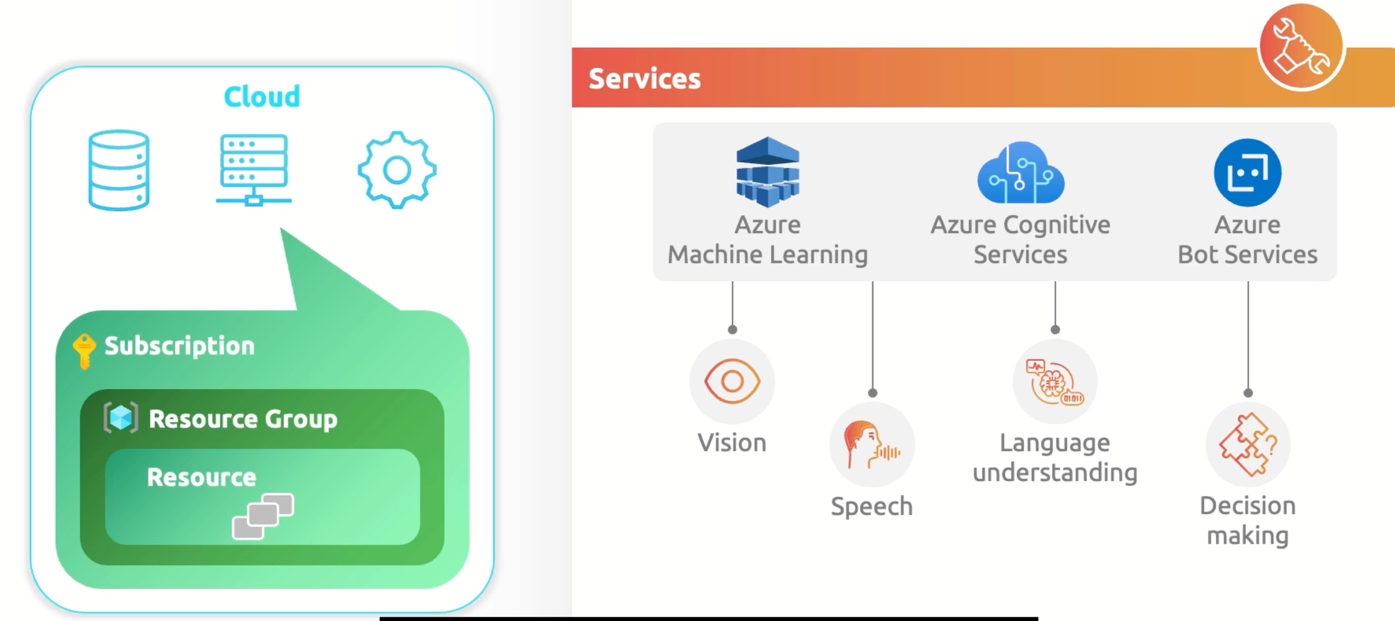 Cloud
Subscription
Resource Group
Resource
Services
Azure
Machine Learning
Azure Cognitive
Services
Azure
Bot Services
Vision
Speech
Language
understanding
Decision
making